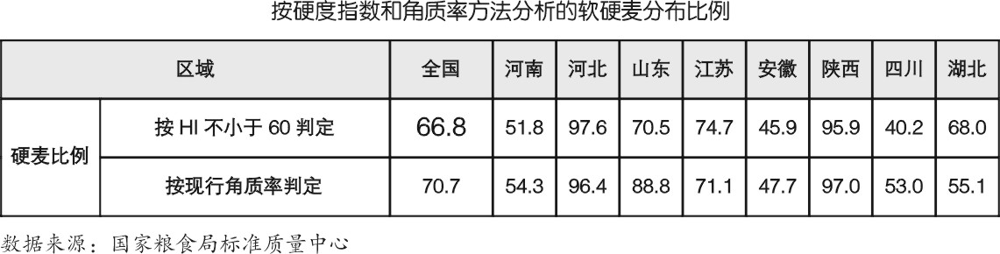 按硬度指数和角质率方法分析的软硬麦分布比例
区域 全国 河南 河北 山东 江苏 安徽 陕西 四川 湖北
硬麦比例 按 HI 不小于 60 判定 66.8 51.8 97.6 70.5 74.7 45.9 95.9 40.2 68.0
按现行角质率判定 70.7 54.3 96.4 88.8 71.1 47.7 97.0 53.0 55.1
数据来源：国家粮食局标准质量中心